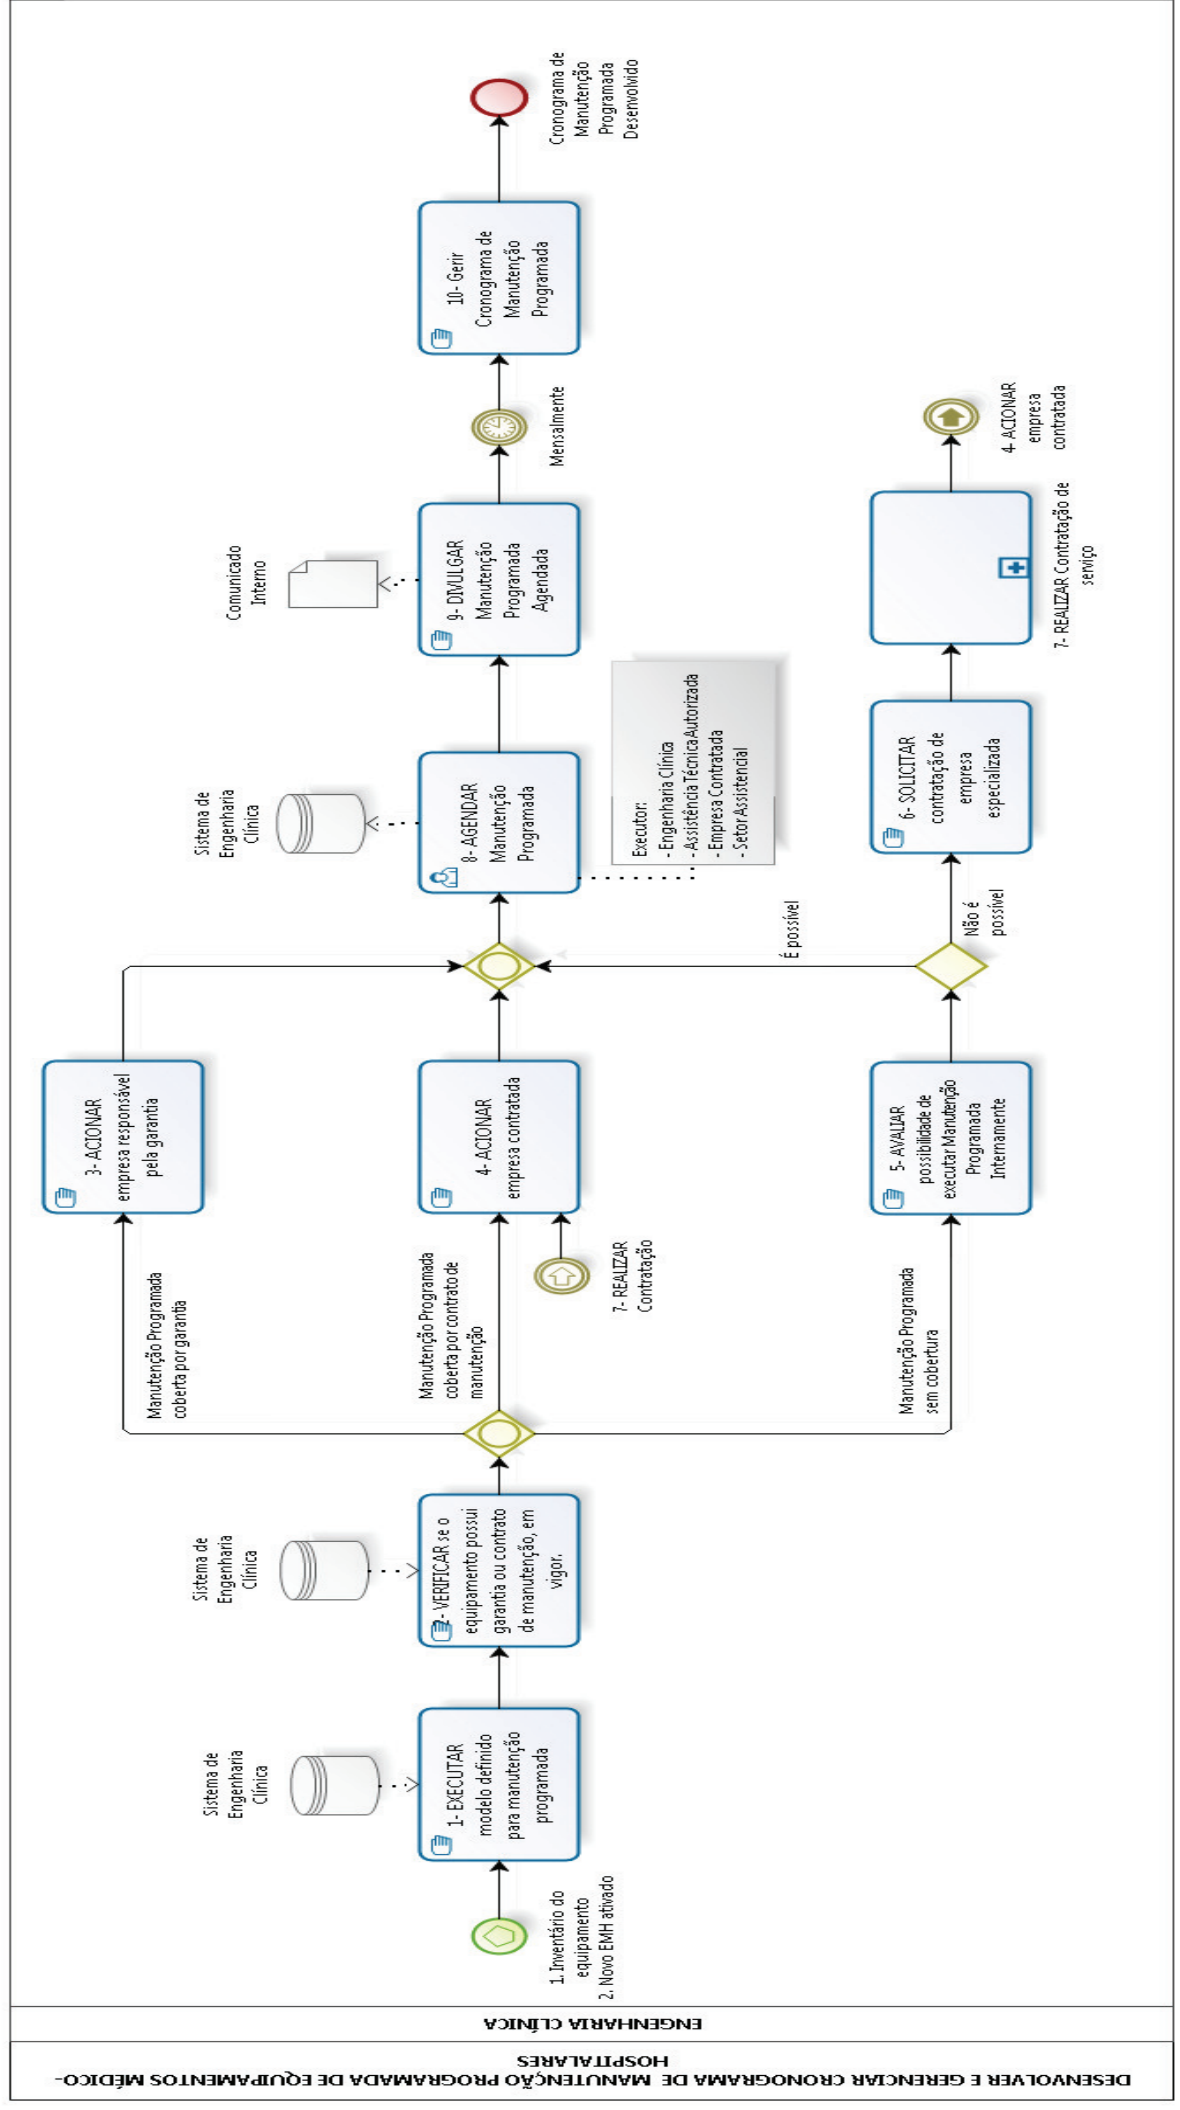 DESENVOLVER E GERENCIAR CRONOGRAMA DE MANUTENÇÃO PROGRAMADA DE EQUIPAMENTOS MÉDICO-
HOSPITALARES
ENGENHARIA CLÍNICA
1. Inventário do
equipamento
2. Novo EMH ativado
Sistema de
Engenharia
Clínica
1- EXECUTAR
modelo definido
para manutenção
programada
Sistema de
Engenharia
Clínica
2- VERIFICAR se o
equipamento possui
garantia ou contrato
de manutenção, em
vigor.
Manutenção Programada
coberta por garantia
Manutenção Programada
coberta por contrato de
manutenção
Manutenção Programada
sem cobertura
7- REALIZAR
Contratação
3- ACIONAR
empresa responsável
pela garantia
4- ACIONAR
empresa contratada
5- AVALIAR
possibilidade de
executar Manutenção
Programada
Internamente
É possível
Não é
possível
Sistema de
Engenharia
Clínica
8- AGENDAR
Manutenção
Programada
Executor:
- Engenharia Clínica
- Assistência Técnica Autorizada
- Empresa Contratada
- Setor Assistencial
6- SOLICITAR
contratação de
empresa
especializada
Comunicado
Interno
9- DIVULGAR
Manutenção
Programada
Agendada
7- REALIZAR Contratação de
serviço
Mensalmente
4- ACIONAR
empresa
contratada
10- Gerir
Cronograma de
Manutenção
Programada
Cronograma de
Manutenção
Programada
Desenvolvido